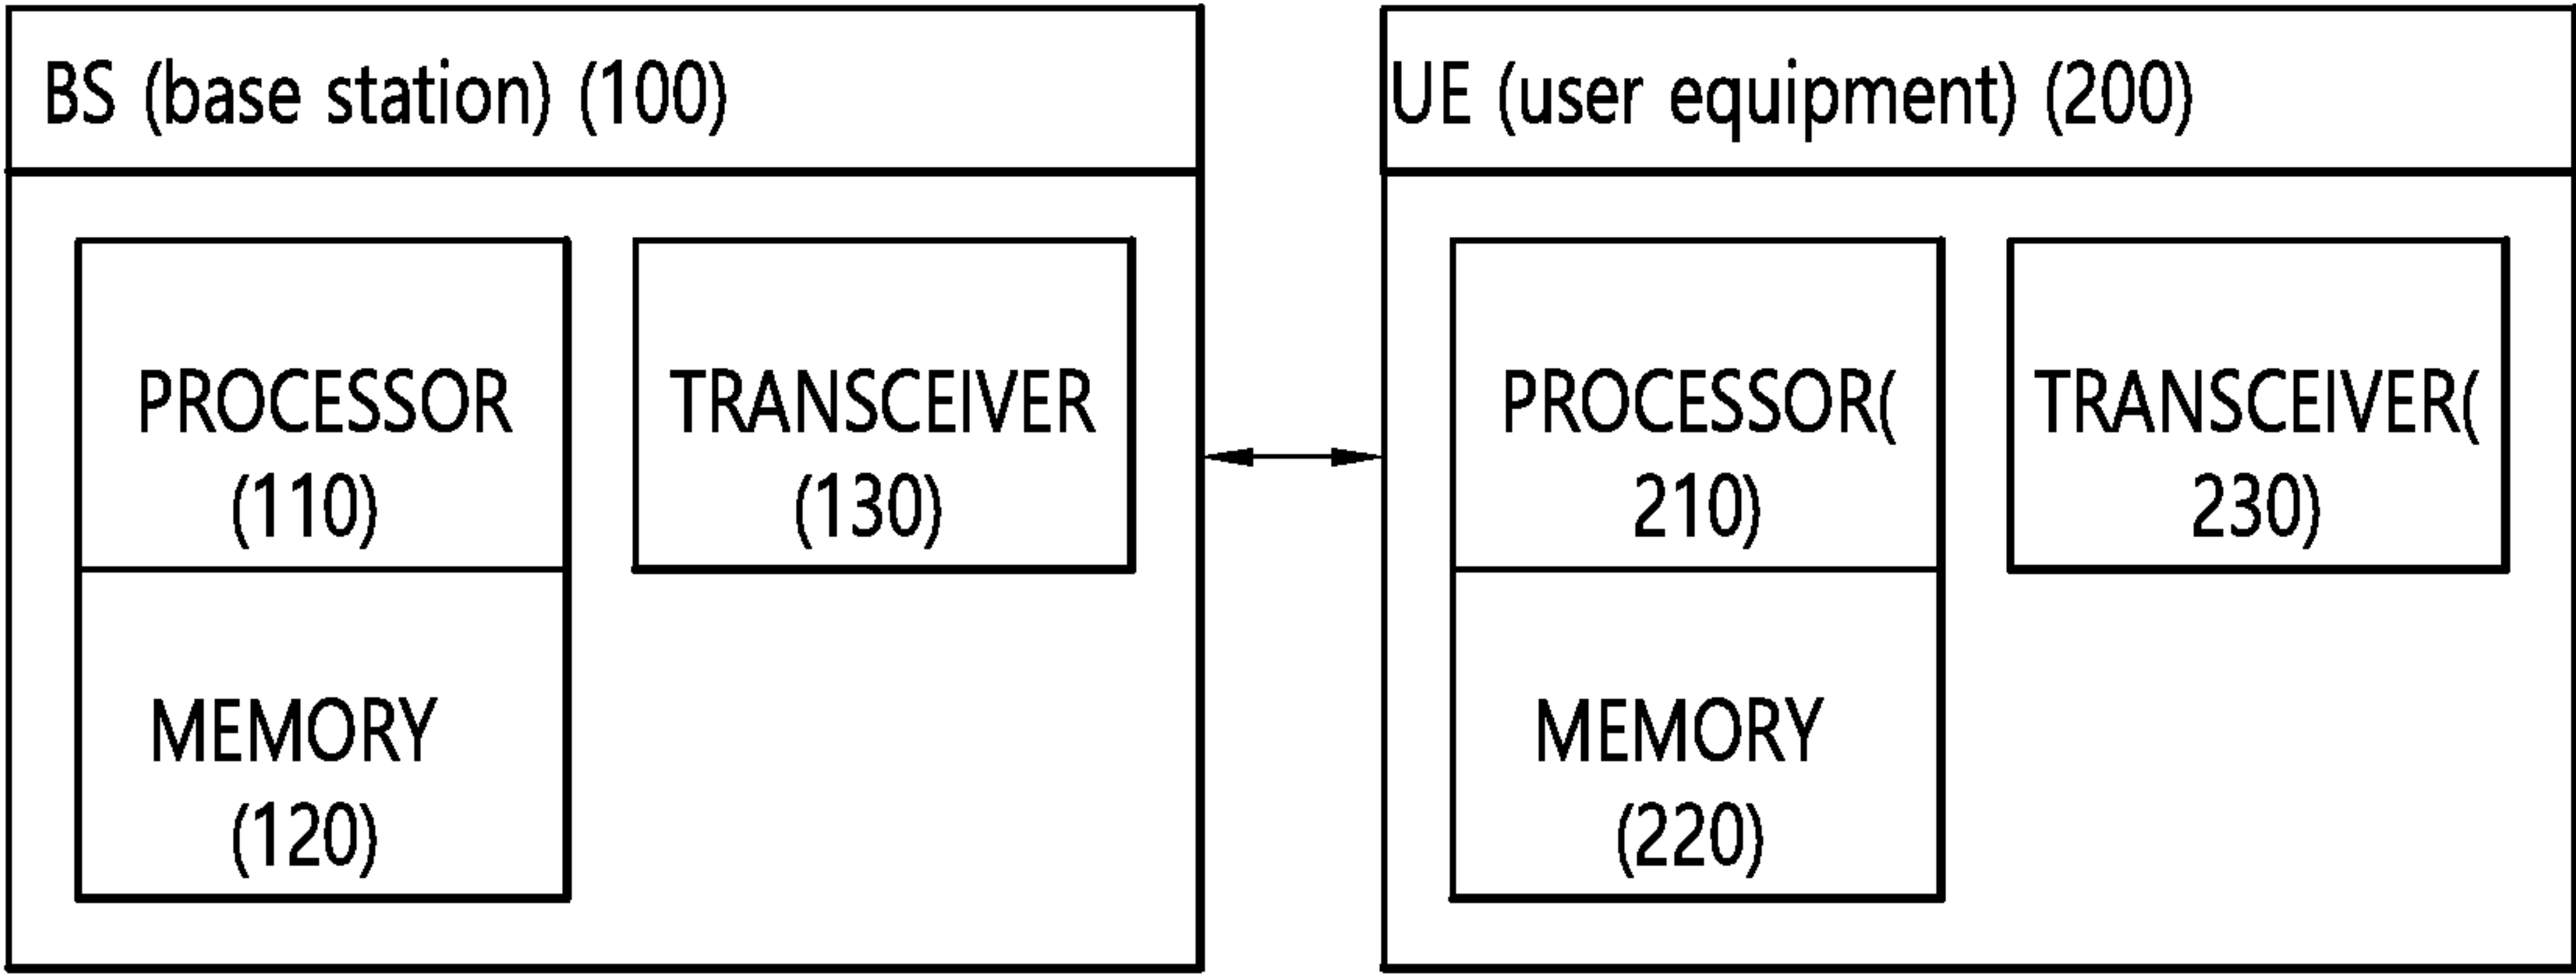 BS (base station) (100)
PROCESSOR
(110)
TRANSCEIVER
(130)
MEMORY
(120)
UE (user equipment) (200)
PROCESSOR(
210)
TRANSCEIVER(
230)
MEMORY
(220)